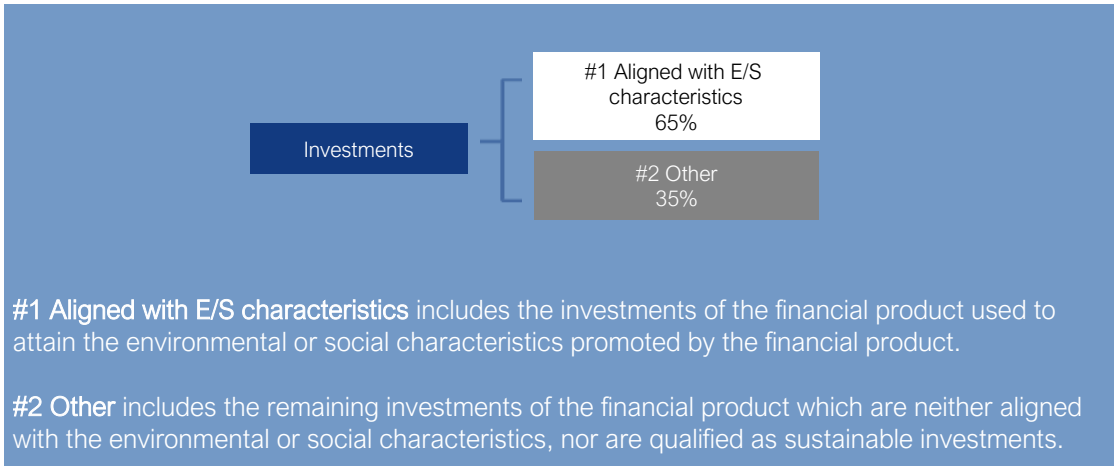 #1 Aligned with E/S
characteristics
65%
Investments
#2 Other
35%
#1 Aligned with E/S characteristics includes the investments of the financial product used to
attain the environmental or social characteristics promoted by the financial product.
#2 Other includes the remaining investments of the financial product which are neither aligned
with the environmental or social characteristics, nor are qualified as sustainable investments.